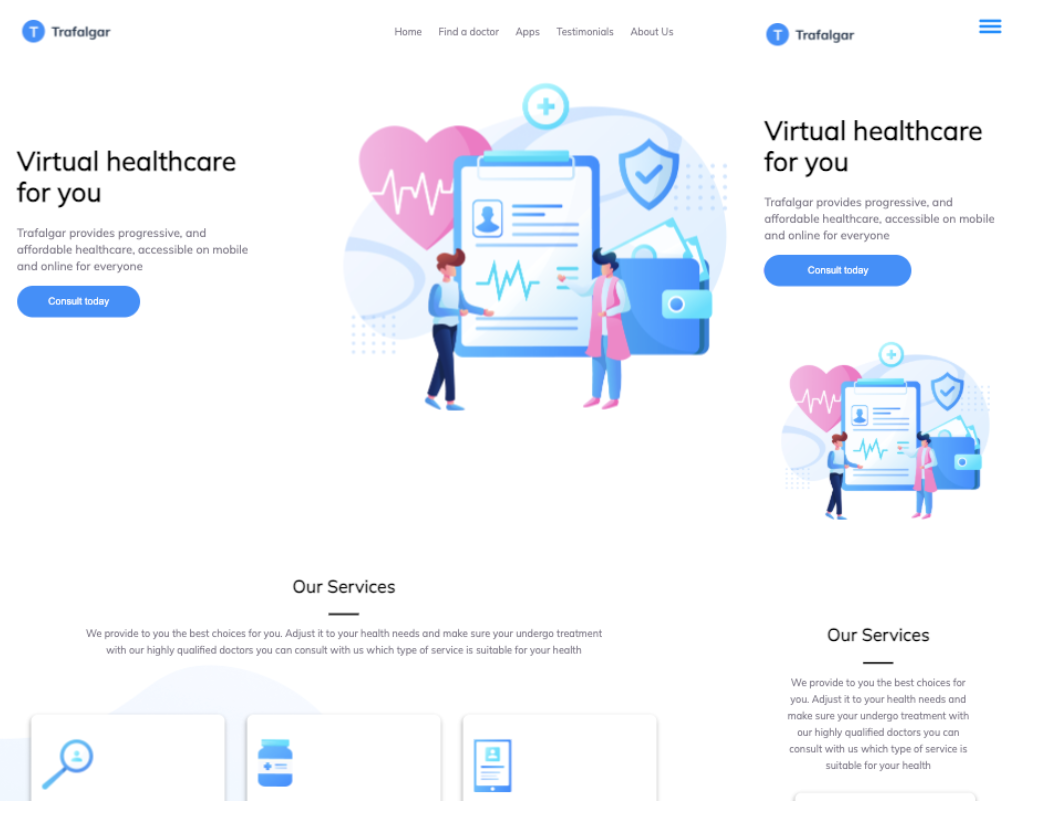 T Trafalgar
Home Find a doctor Apps Testimonials About Us
Virtual healthcare
for you
Trafalgar provides progressive, and
affordable healthcare, accessible on mobile
and online for everyone
Consult today
Our Services
We provide to you the best choices for you. Adjust it to your health needs and make sure your undergo treatment
with our highly qualified doctors you can consult with us which type of service is suitable for your health
T Trafalgar
Virtual healthcare
for you
Trafalgar provides progressive, and
affordable healthcare, accessible on mobile
and online for everyone
Consult today
Our Services
We provide to you the best choices for
you. Adjust it to your health needs and
make sure your undergo treatment with
our highly qualified doctors you can
consult with us which type of service is
suitable for your health